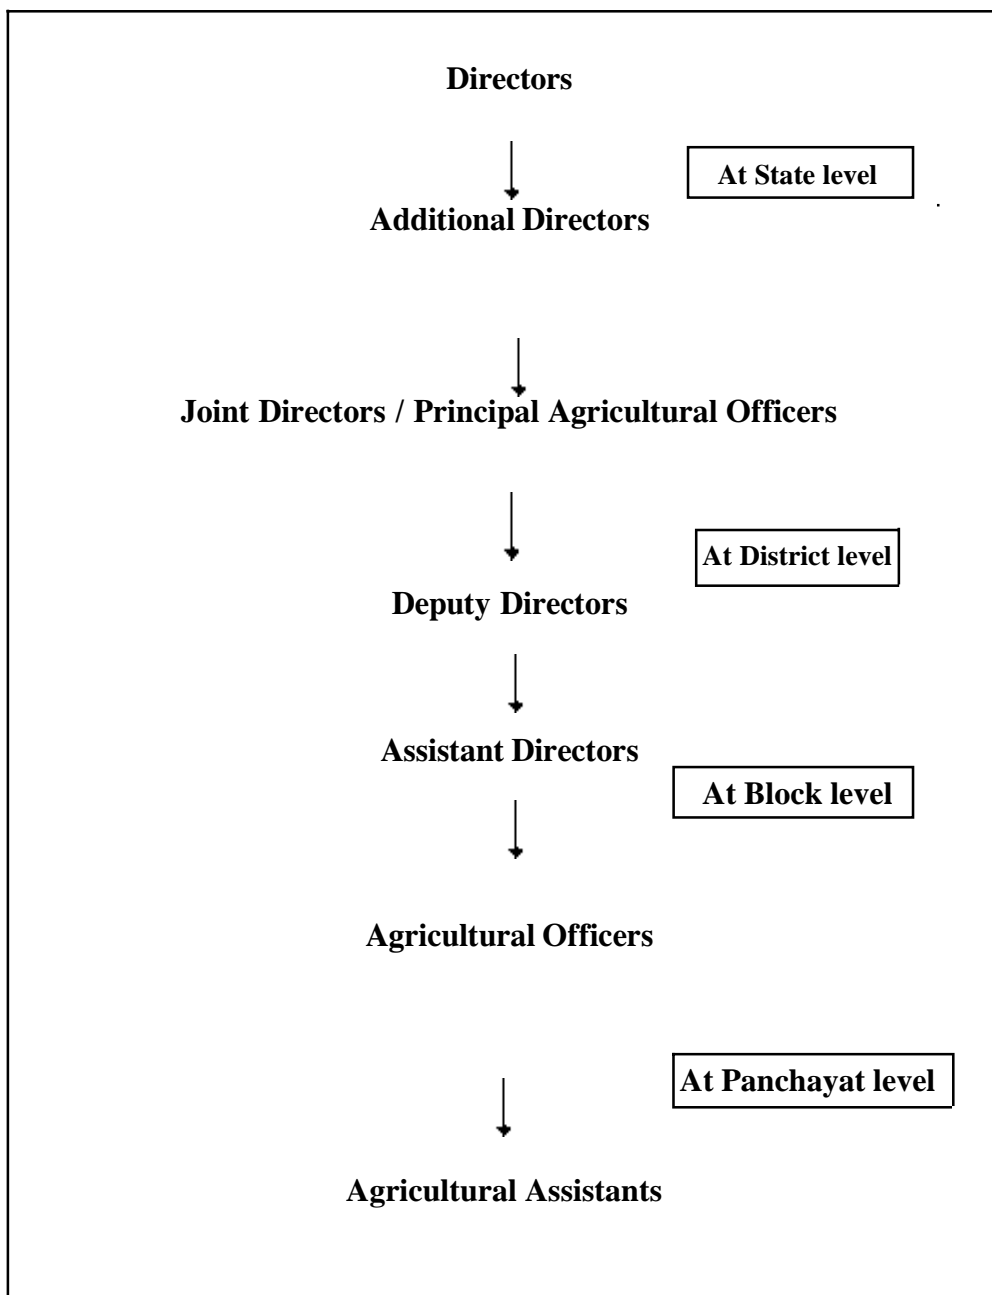 Directors
At State level
Additional Directors
Joint Directors / Principal Agricultural Officers
At District level
Deputy Directors
Assistant Directors
At Block level
Agricultural Officers
At Panchayat level
Agricultural Assistants